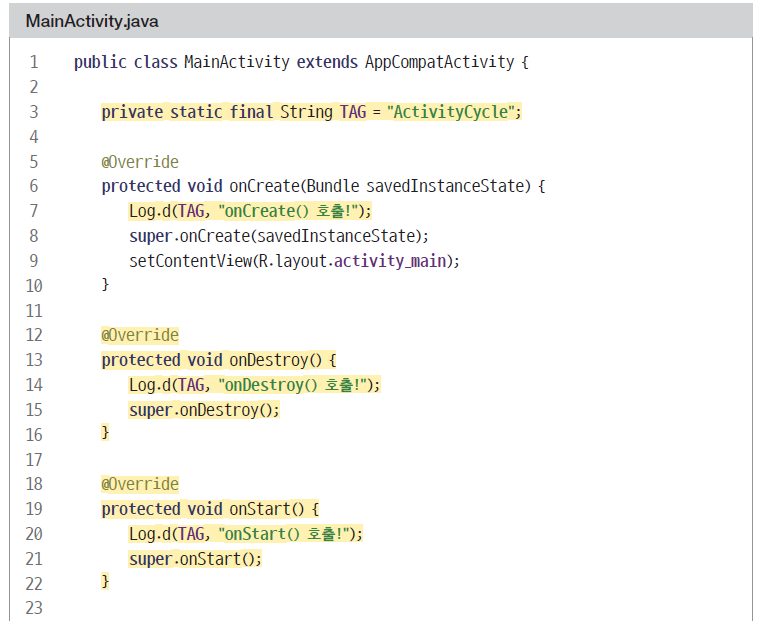 MainActivity.java
1 public class MainActivity extends AppCompatActivity {
2
3 private static final String TAG = "ActivityCycle";
4
5 @Override
6 protected void onCreate(Bundle savedInstanceState) {
7 Log.d(TAG, "onCreate() 호출!");
8 super.onCreate(savedInstanceState);
9 setContentView(R.layout.activity_main);
10 }
11
12 @Override
13 protected void onDestroy() {
14 Log.d(TAG, "onDestroy() 호출!");
15 super.onDestroy();
16 }
17
18 @Override
19 protected void onStart() {
20 Log.d(TAG, "onStart() 호출!");
21 super.onStart();
22 }
23